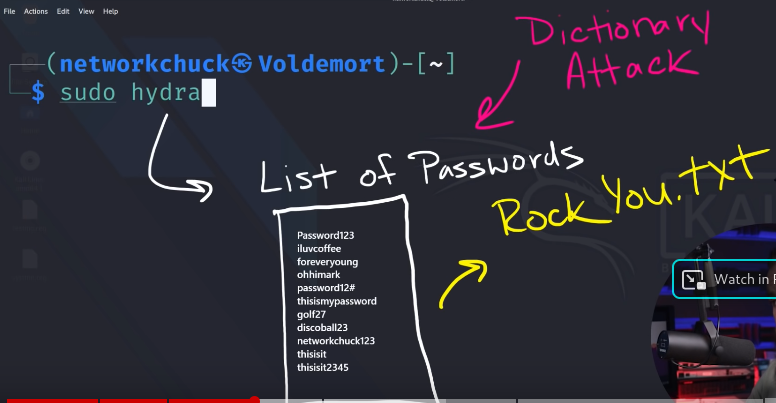 File Actions Edit View Help
(networkchuck㉿Voldemort)-[~]
$ sudo hydra
Dictionary
Attack
List of Passwords
RockYou.txt
Password123
iluvcoffee
foreveryoung
ohhimark
password12#
thisismypassword
golf27
discoball23
networkchuck123
thisisit
thisisit2345
KA
Watch in